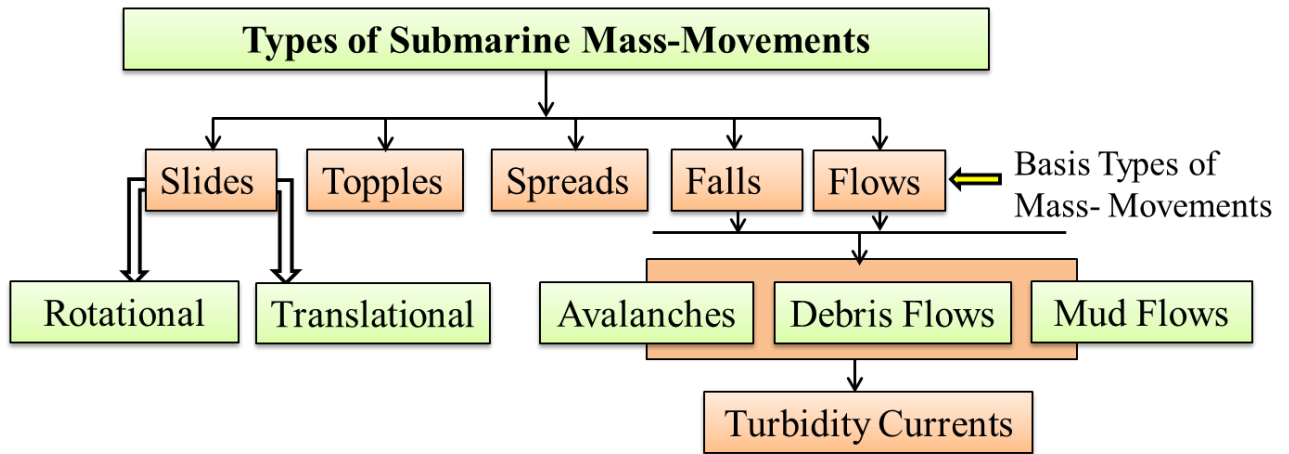 Types of Submarine Mass-Movements
Slides
Topples
Spreads
Falls
Flows
Basis Types of
Mass- Movements
Rotational
Translational
Avalanches
Debris Flows
Mud Flows
Turbidity Currents